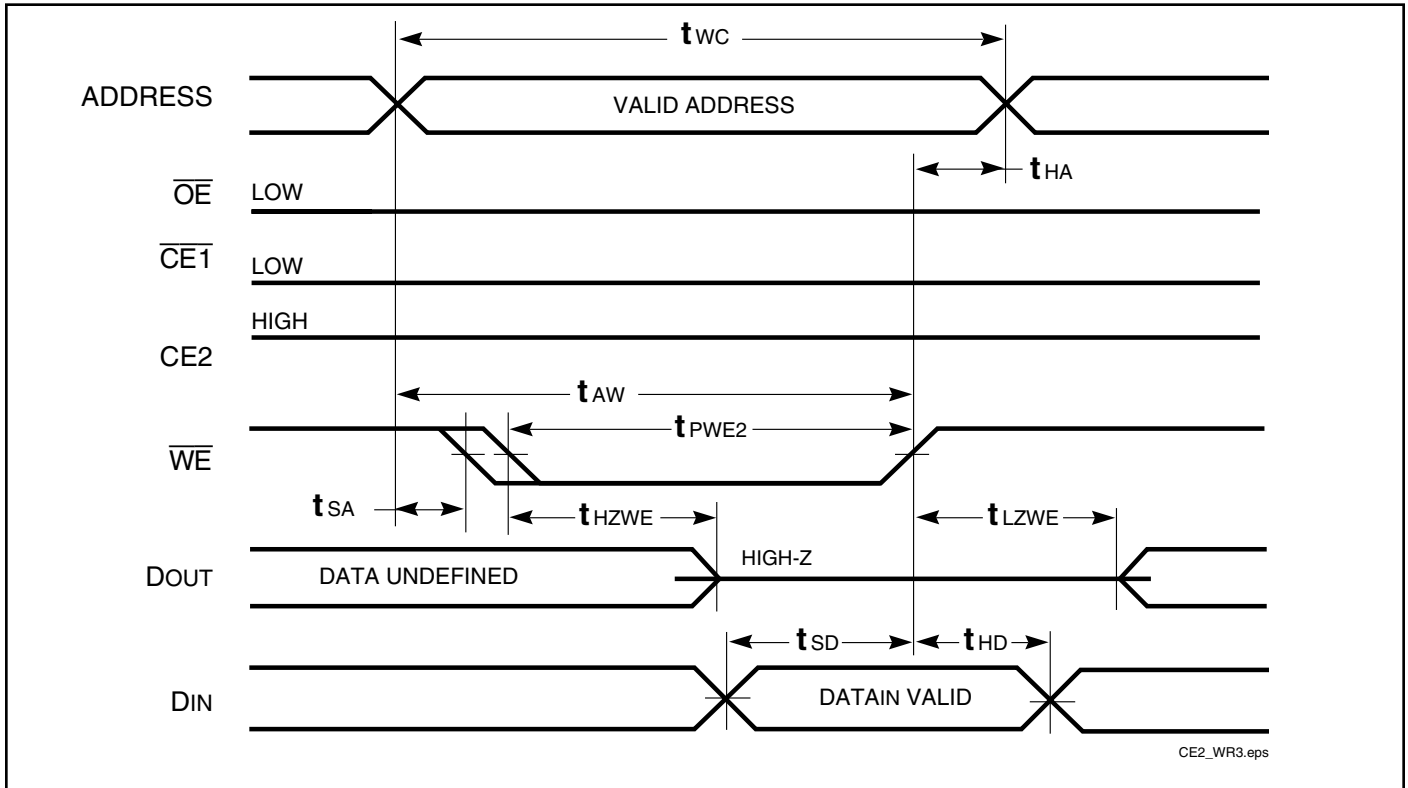 tWC
ADDRESS VALID ADDRESS
tHA
OE LOW
CE1 LOW
HIGH
CE2
tAW
tPWE2
WE
tSA tHZWE tLZWE
DOUT DATA UNDEFINED HIGH-Z
tSD tHD
DIN DATAIN VALID
CE2_WR3.eps